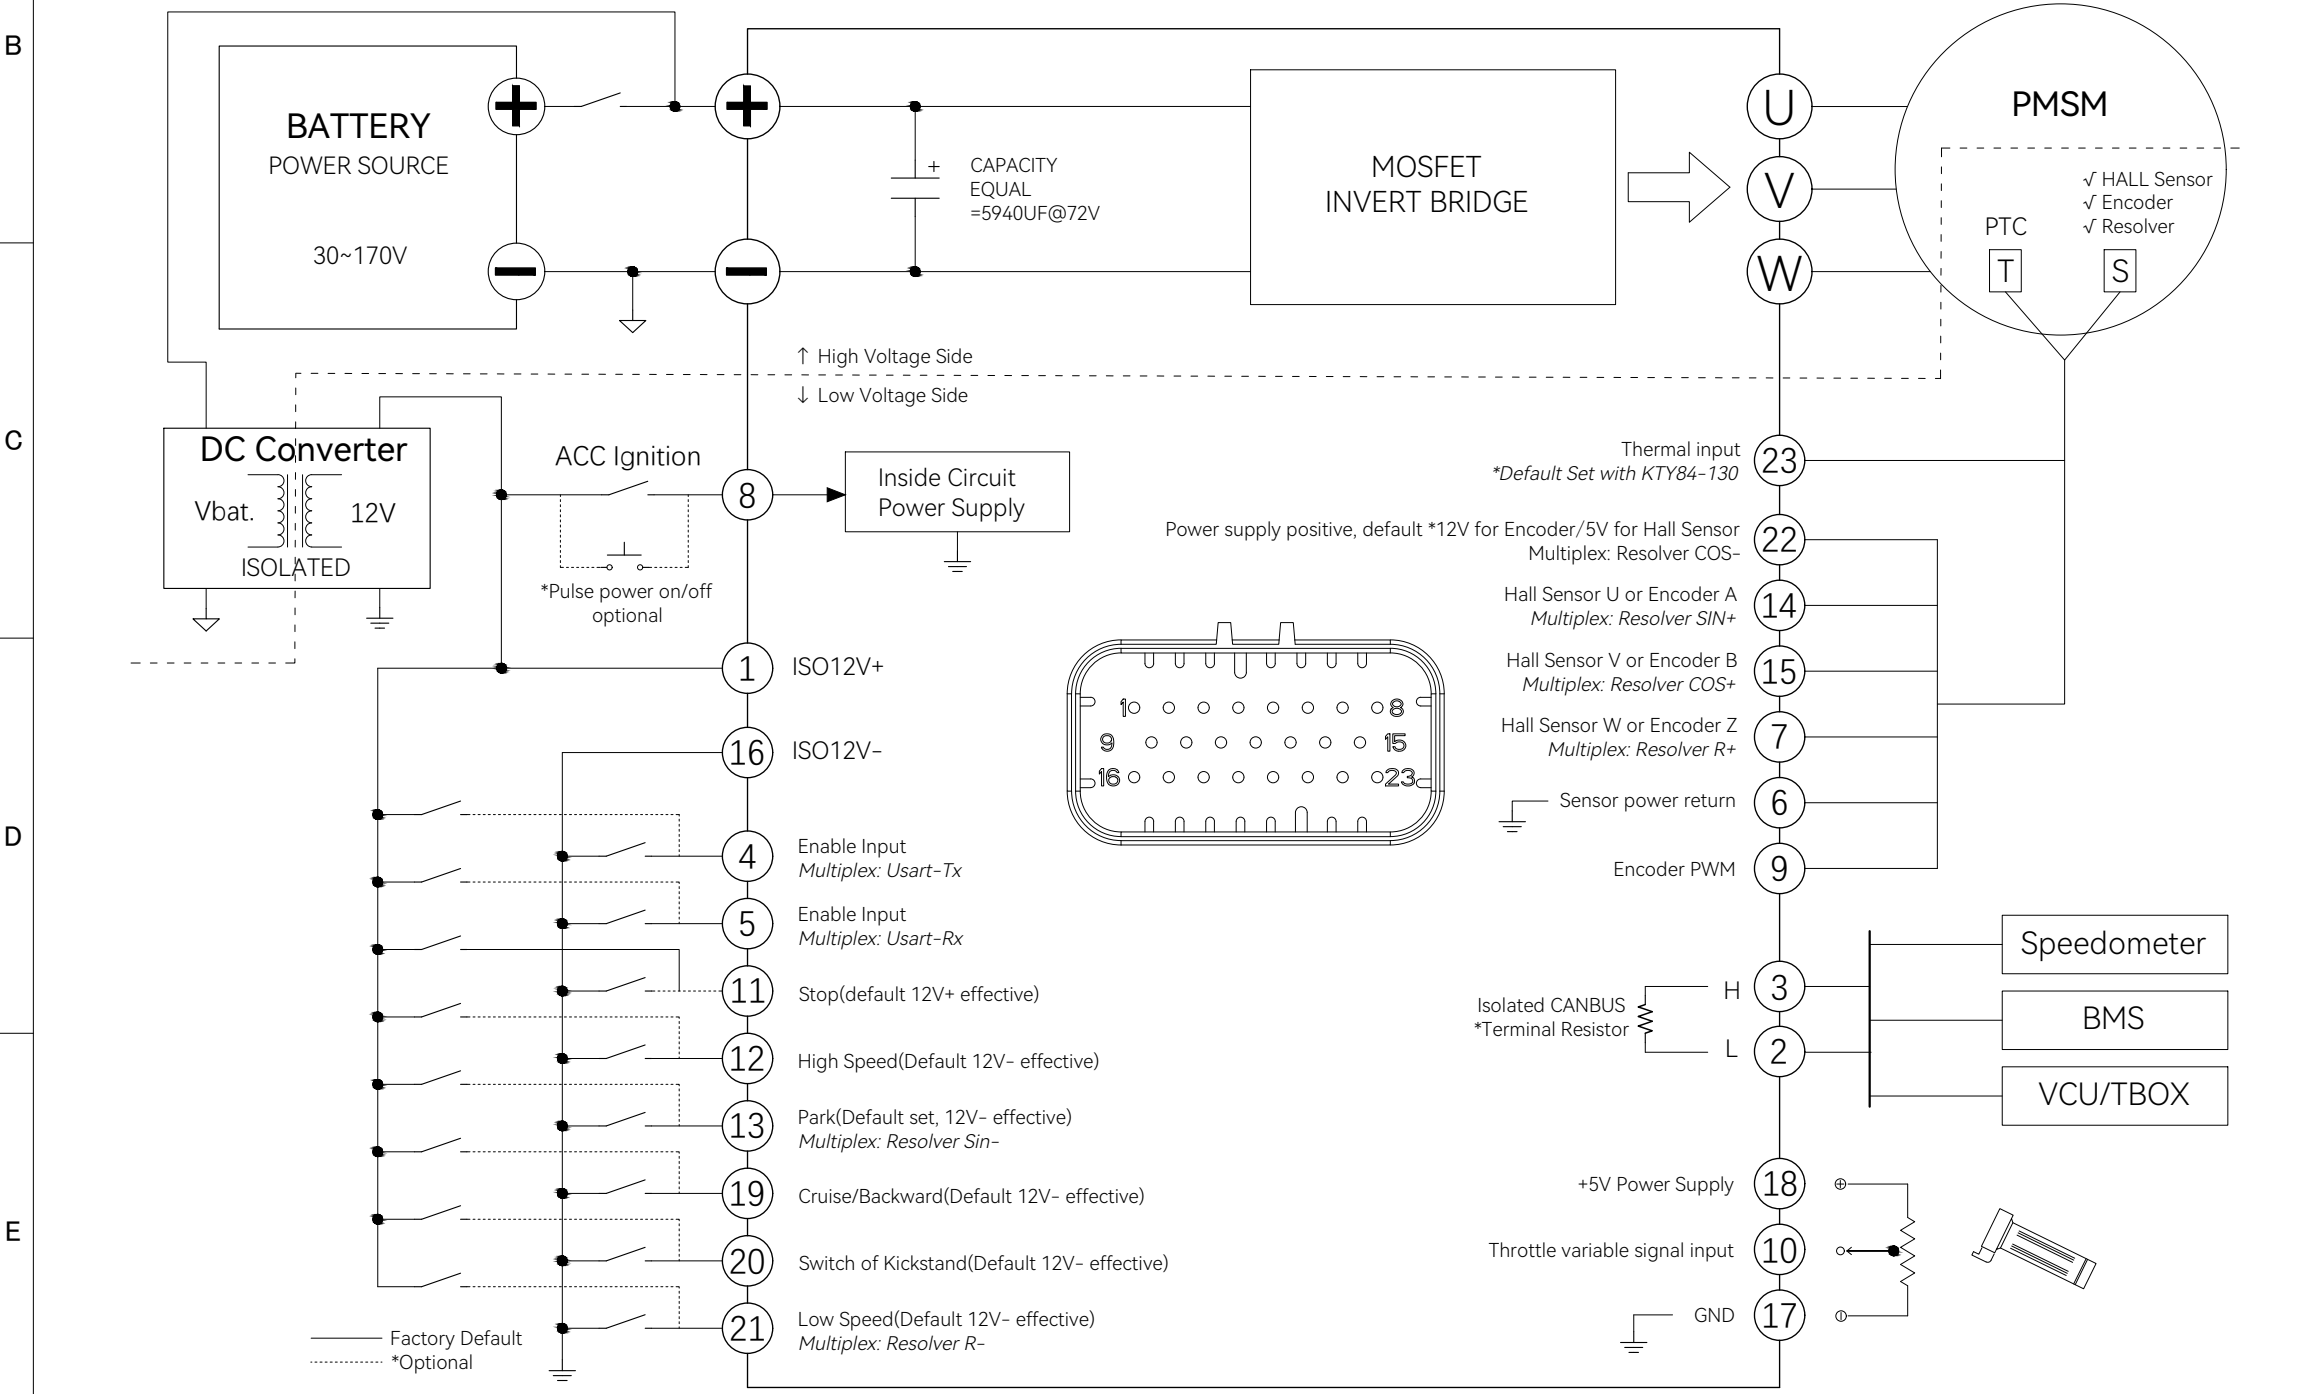 B
BATTERY
POWER SOURCE
30~170V
+
CAPACITY
EQUAL
=5940UF@72V
MOSFET
INVERT BRIDGE
U
V
W
PMSM
√ HALL Sensor
√ Encoder
√ Resolver
PTC
T
S
↑ High Voltage Side
↓ Low Voltage Side
C
DC Converter
Vbat.
12V
ISOLATED
ACC Ignition
8
Inside Circuit
Power Supply
*Pulse power on/off
optional
1
ISO12V+
16
ISO12V-
D
4
Enable Input
Multiplex: Usart-Tx
5
Enable Input
Multiplex: Usart-Rx
11
Stop(default 12V+ effective)
12
High Speed(Default 12V- effective)
13
Park(Default set, 12V- effective)
Multiplex: Resolver Sin-
19
Cruise/Backward(Default 12V- effective)
E
20
Switch of Kickstand(Default 12V- effective)
21
Low Speed(Default 12V- effective)
Multiplex: Resolver R-
Factory Default
*Optional
1
8
9
15
16
23
Thermal input
*Default Set with KTY84-130
23
Power supply positive, default *12V for Encoder/5V for Hall Sensor
Multiplex: Resolver COS-
22
Hall Sensor U or Encoder A
Multiplex: Resolver SIN+
14
Hall Sensor V or Encoder B
Multiplex: Resolver COS+
15
Hall Sensor W or Encoder Z
Multiplex: Resolver R+
7
Sensor power return
6
Encoder PWM
9
Isolated CANBUS
*Terminal Resistor
H
3
L
2
Speedometer
BMS
VCU/TBOX
+5V Power Supply
18
Throttle variable signal input
10
GND
17